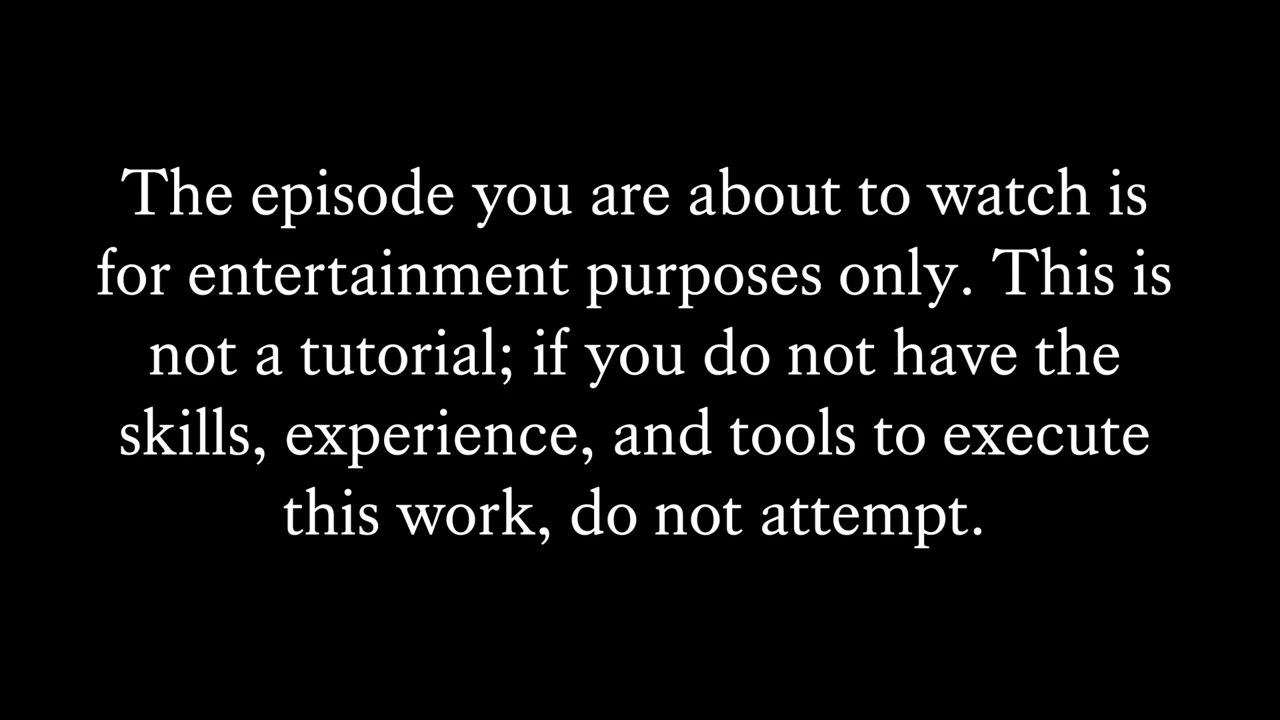 The episode you are about to watch is
for entertainment purposes only. This is
not a tutorial; if you do not have the
skills, experience, and tools to execute
this work, do not attempt.